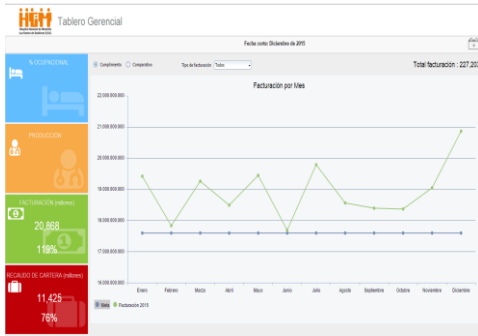 HGM Tablero Gerencial
Fecha corte: Diciembre de 2015
% OCUPACIONAL
Cumplimiento Comparativo Tipo de facturación Todos
Total facturación : 227,203
Facturación por Mes
22.000.000.000
21.000.000.000
20.000.000.000
19.000.000.000
18.000.000.000
17.000.000.000
16.000.000.000
Enero Febrero Marzo Abril Mayo Junio Julio Agosto Septiembre Octubre Noviembre Diciembre
Meta Facturación 2015
PRODUCCIÓN
FACTURACIÓN (millones)
20,868
119%
RECAUDO DE CARTERA (millones)
11,425
76%